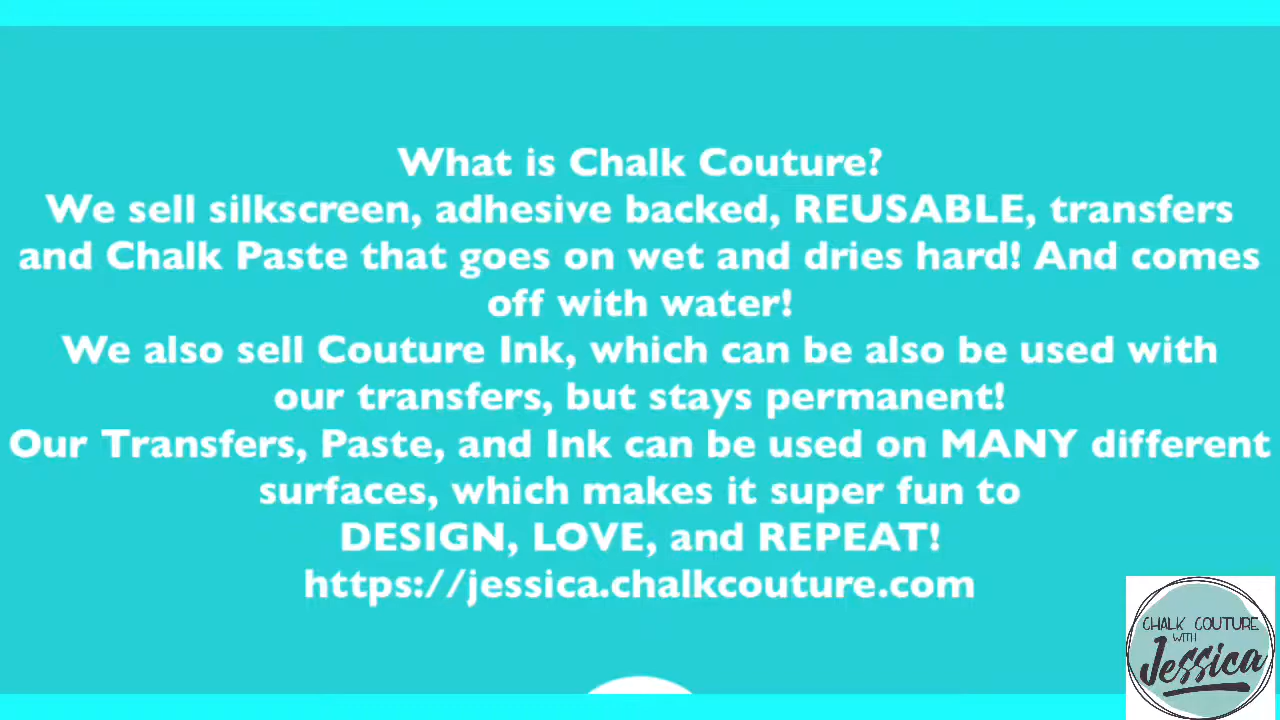 What is Chalk Couture?
We sell silkscreen, adhesive backed, REUSABLE, transfers
and Chalk Paste that goes on wet and dries hard! And comes
off with water!
We also sell Couture Ink, which can be also be used with
our transfers, but stays permanent!
Our Transfers, Paste, and Ink can be used on MANY different
surfaces, which makes it super fun to
DESIGN, LOVE, and REPEAT!
https://jessica.chalkcouture.com
CHALK COUTURE
WITH
Jessica